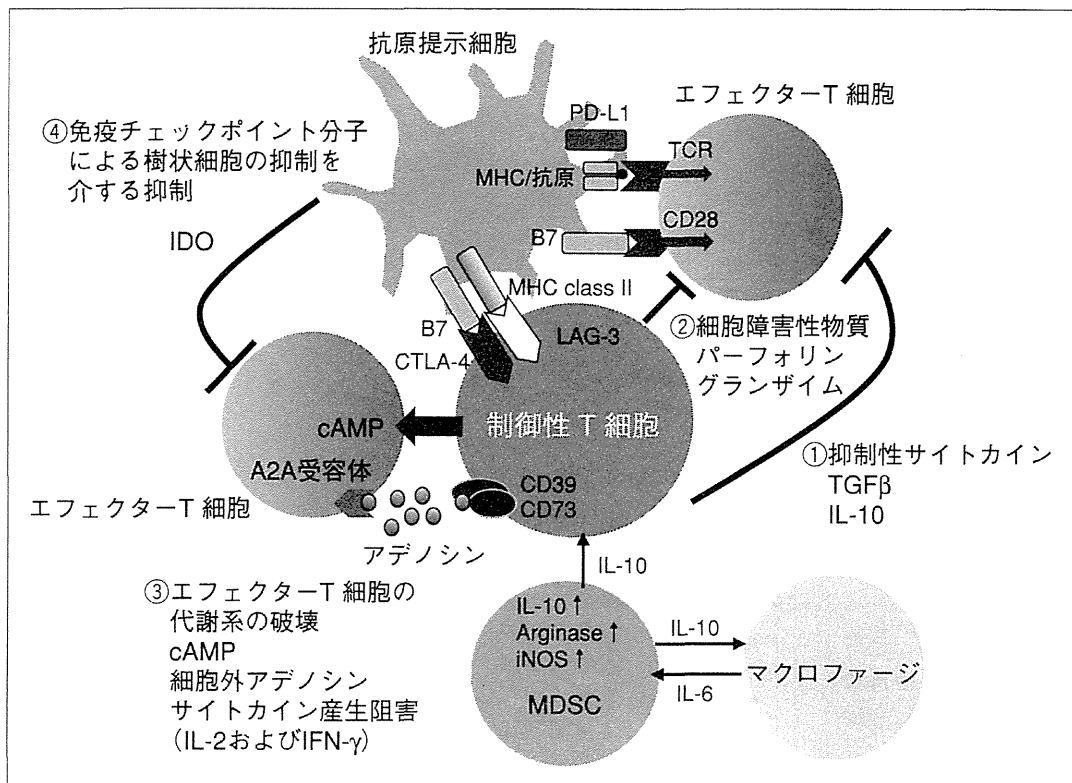 抗原提示細胞
エフェクターT 細胞
PD-L1
④免疫チェックポイント分子
による樹状細胞の抑制を
介する抑制
TCR
MHC/抗原
CD28
B7
IDO
MHC class II
B7
LAG-3
CTLA-4
②細胞障害性物質
パーフォリン
グランザイム
制御性 T 細胞
cAMP
A2A受容体
①抑制性サイトカイン
TGFβ
IL-10
CD39
CD73
エフェクターT 細胞
アデノシン
IL-10
③エフェクターT 細胞の
代謝系の破壊
cAMP
細胞外アデノシン
サイトカイン産生阻害
（IL-2およびIFN-γ）
IL-10↑
Arginase↑
iNOS↑
MDSC
IL-10
IL-6
マクロファージ